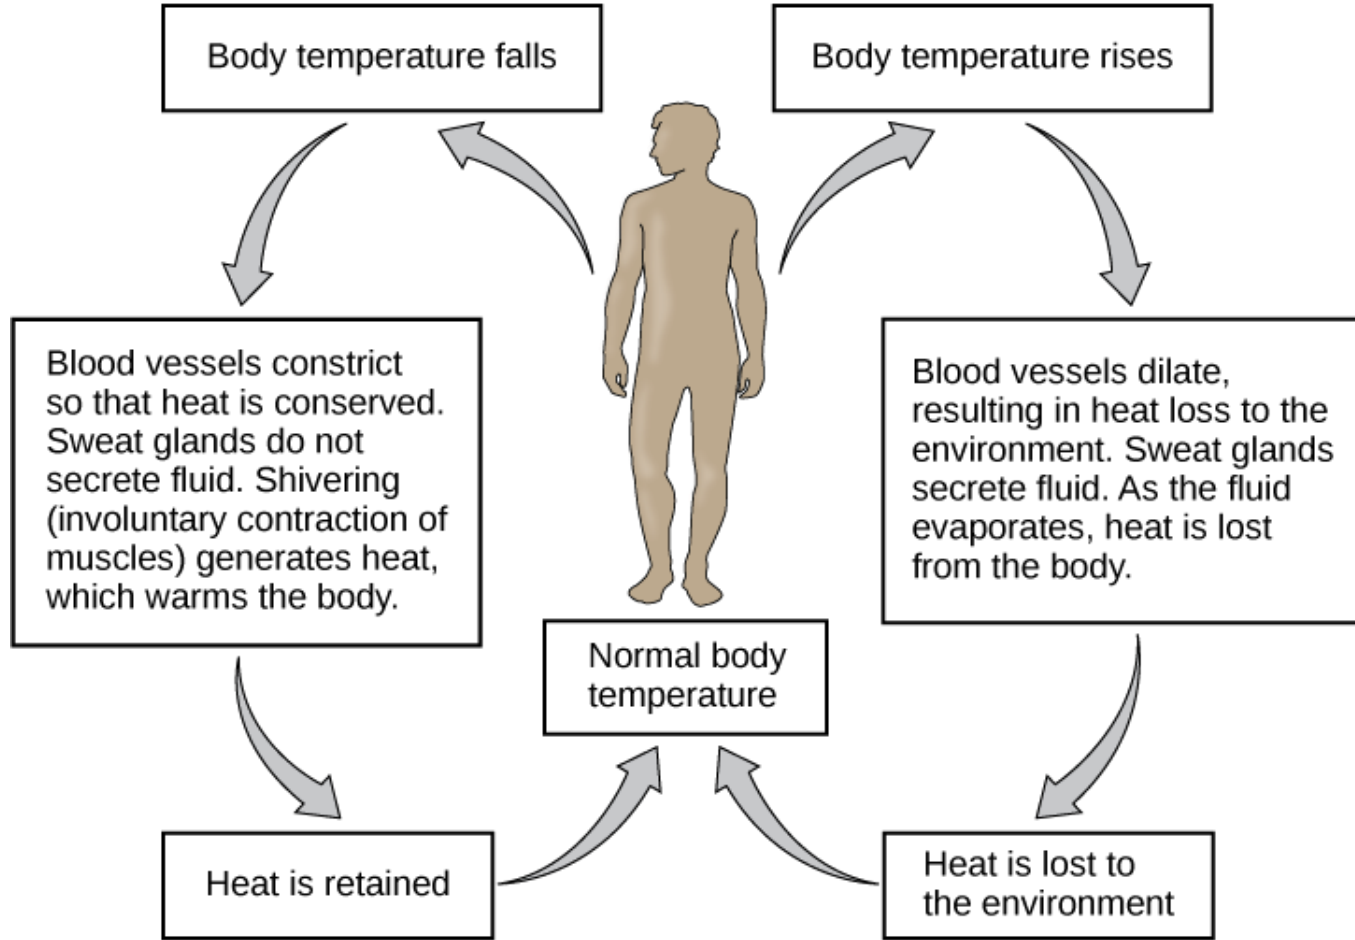 Body temperature falls
Body temperature rises
Blood vessels constrict
so that heat is conserved.
Sweat glands do not
secrete fluid. Shivering
(involuntary contraction of
muscles) generates heat,
which warms the body.
Blood vessels dilate,
resulting in heat loss to the
environment. Sweat glands
secrete fluid. As the fluid
evaporates, heat is lost
from the body.
Normal body
temperature
Heat is retained
Heat is lost to
the environment